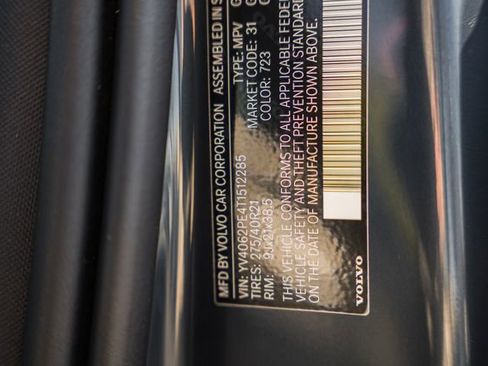 MFD BY VOLVO CAR CORPORATION ASSEMBLED IN S
VIN: YV4062PE4T1512285 TYPE: MPV
TIRES: 275/40R21 MARKET CODE: 31
RIM: 9Jx21x38.5 COLOR: 723
THIS VEHICLE CONFORMS TO ALL APPLICABLE FEDE
VEHICLE SAFETY AND THEFT PREVENTION STANDAR
ON THE DATE OF MANUFACTURE SHOWN ABOVE.
VOLVO